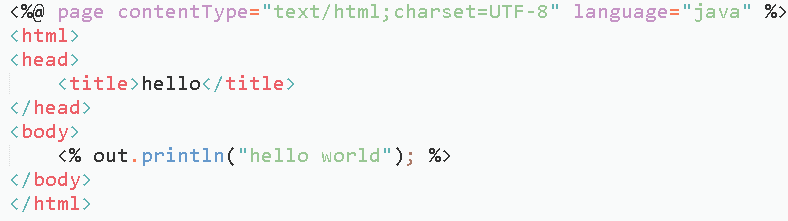 <%@ page contentType="text/html;charset=UTF-8" language="java" %>
<html>
<head>
    <title>hello</title>
</head>
<body>
    <% out.println("hello world"); %>
</body>
</html>